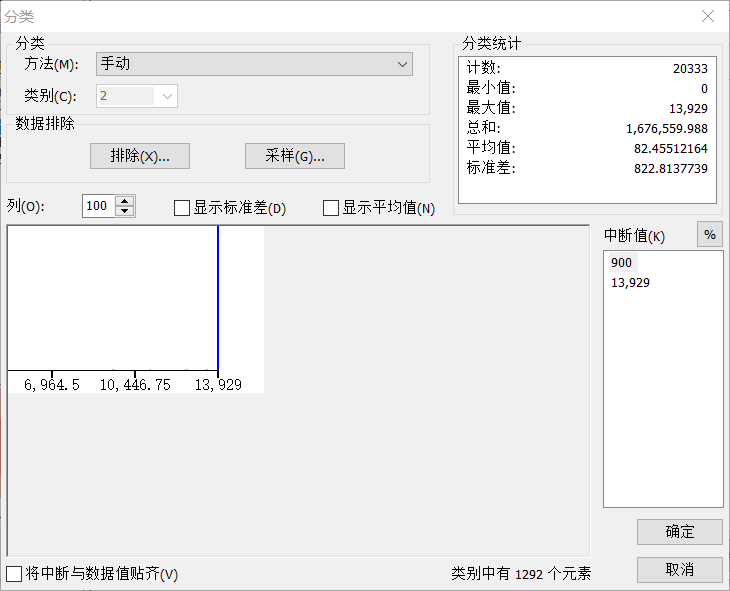 分类
分类
方法(M):
手动
类别(C):
2
数据排除
排除(X)...
采样(G)...
分类统计
计数: 20333
最小值: 0
最大值: 13,929
总和: 1,676,559.988
平均值: 82.45512164
标准差: 822.8137739
列(O):
100
显示标准差(D)
显示平均值(N)
中断值(K)
%
900
13,929
6,964.5 10,446.75 13,929
确定
取消
将中断与数据值贴齐(V)
类别中有 1292 个元素